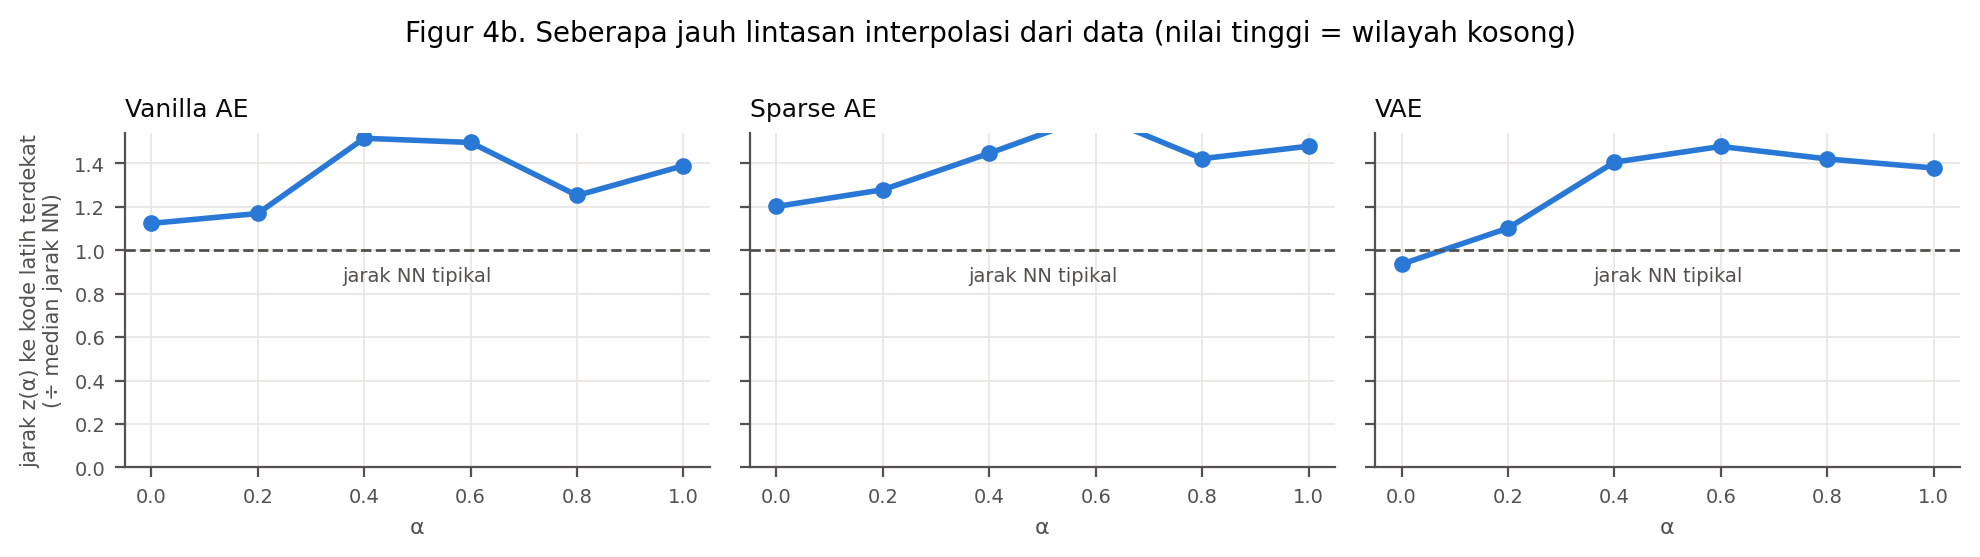 Figur 4b. Seberapa jauh lintasan interpolasi dari data (nilai tinggi = wilayah kosong)
Vanilla AE
Sparse AE
VAE
jarak z(α) ke kode latih terdekat
(÷ median jarak NN)
1.4
1.2
1.0
0.8
0.6
0.4
0.2
0.0
jarak NN tipikal
jarak NN tipikal
jarak NN tipikal
0.0 0.2 0.4 0.6 0.8 1.0
0.0 0.2 0.4 0.6 0.8 1.0
0.0 0.2 0.4 0.6 0.8 1.0
α
α
α